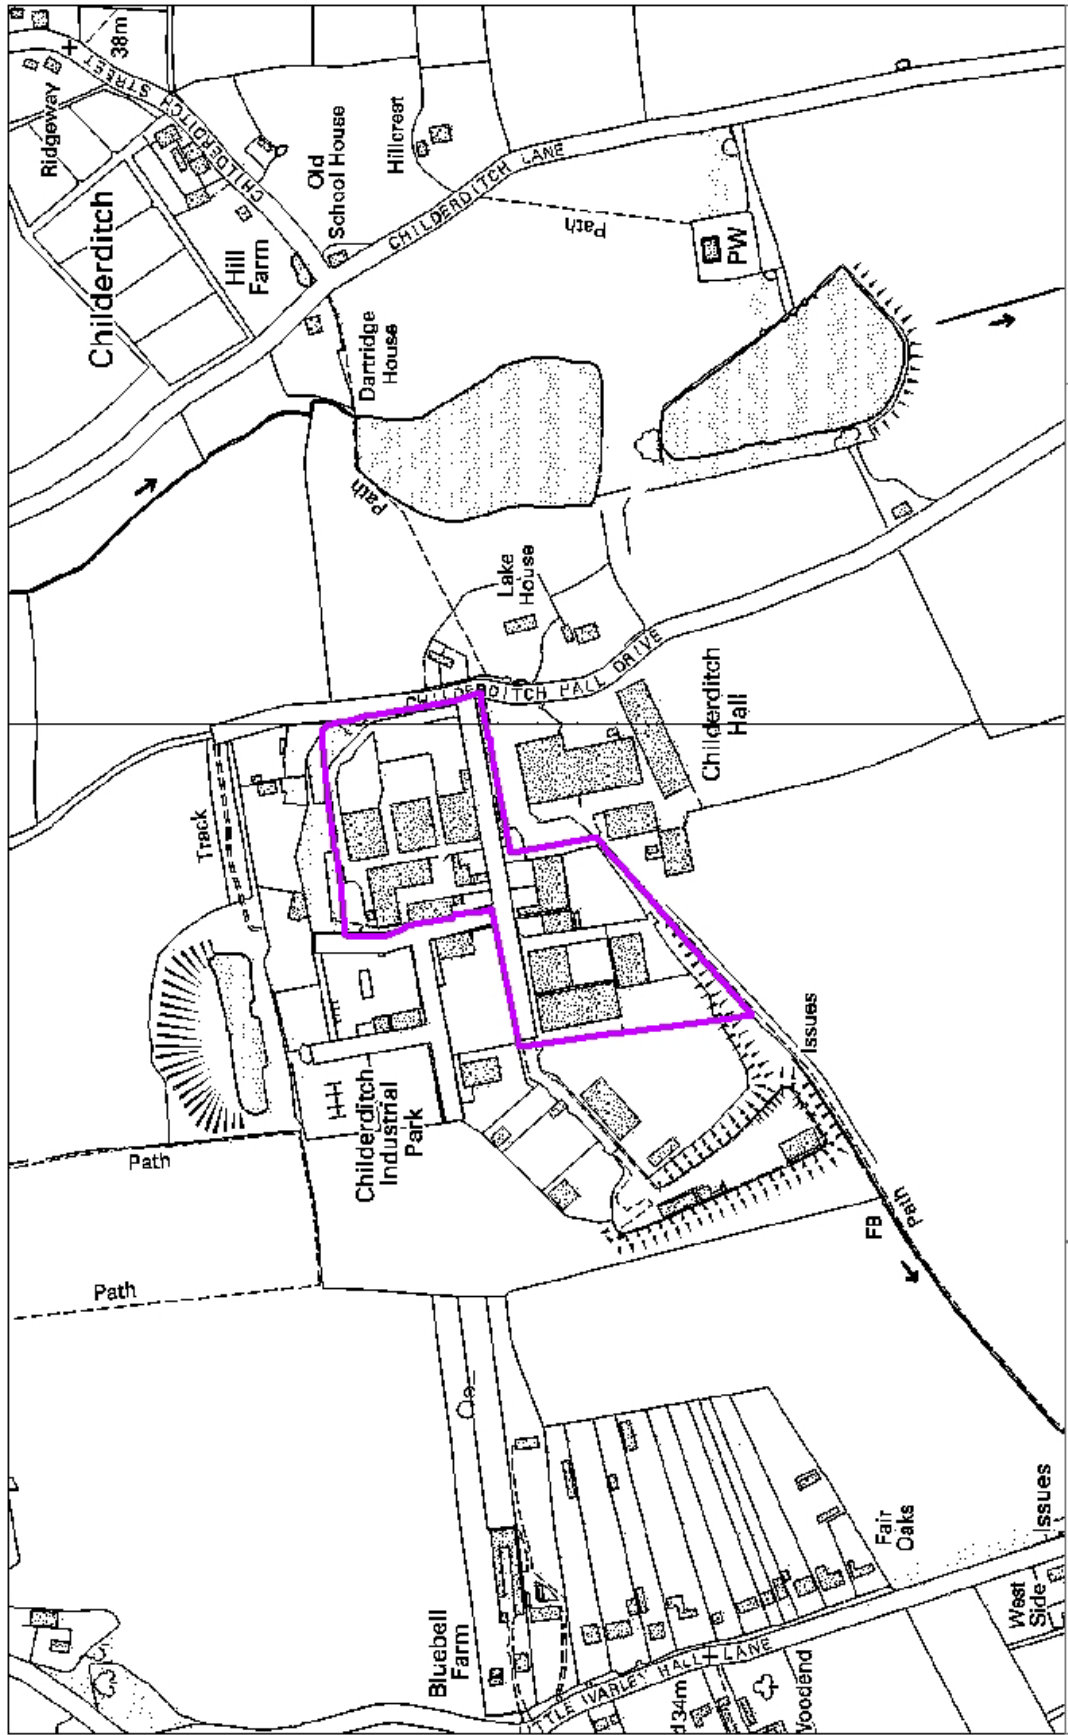 Ridgeway
38m
CHILDERDITCH STREET
Childerditch
Hill
Farm
Old
School House
Hillcrest
CHILDERDITCH LANE
Path
PW
Dartridge
House
Path
Lake
House
CHILDERDITCH HALL DRIVE
Childerditch
Hall
Track
Childerditch
Industrial
Park
Path
Path
Issues
Path
FB
Bluebell
Farm
Fair
Oaks
Issues
West
Side
LITTLE WARLEY HALL LANE
34m
Woodend